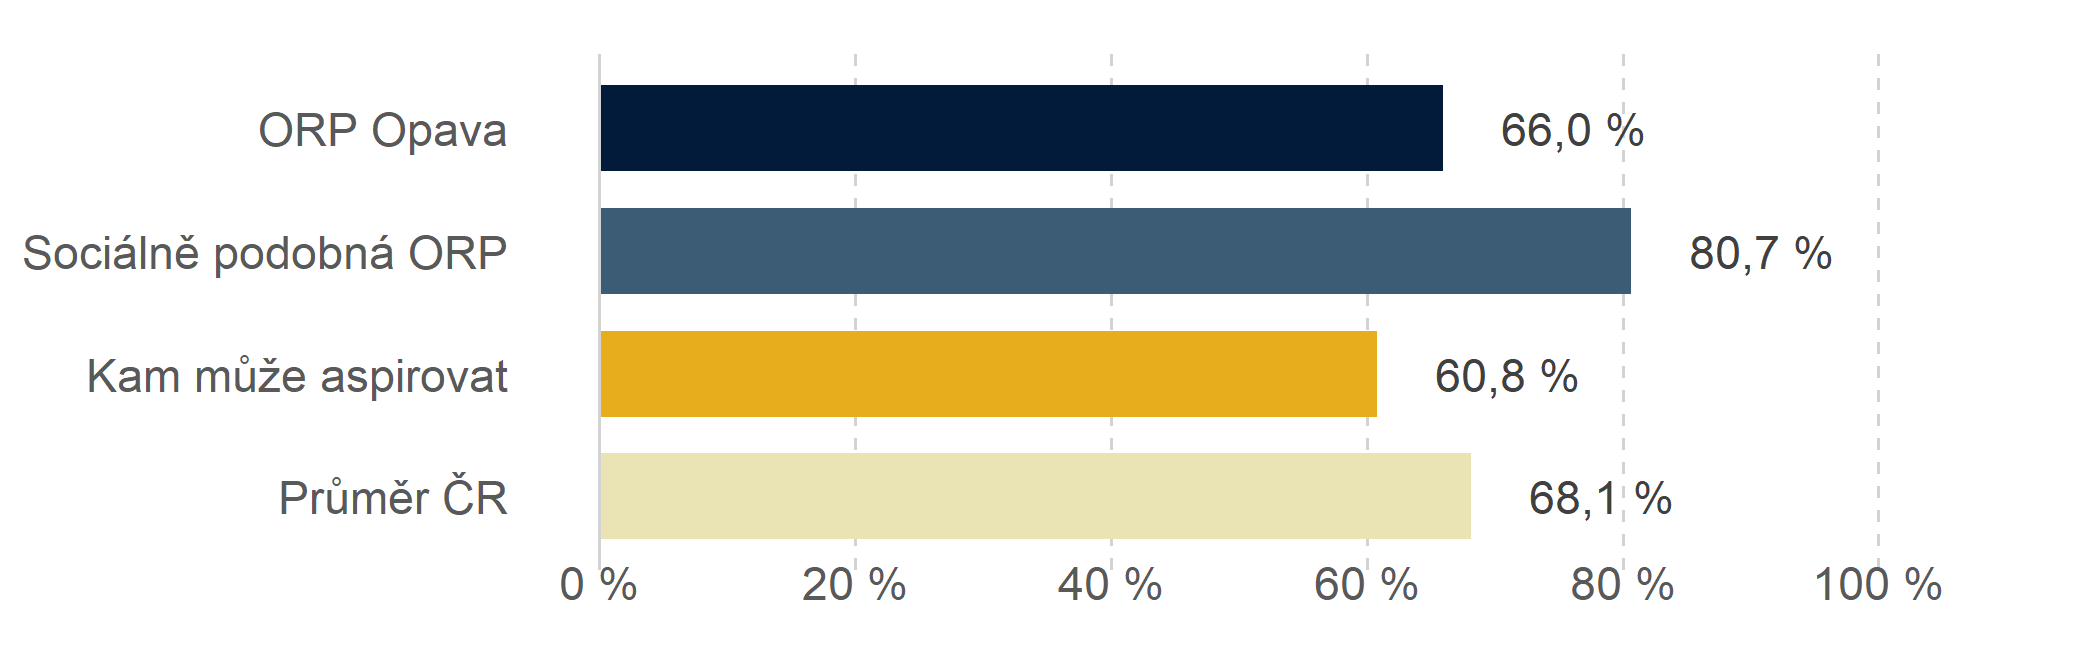 ORP Opava
66,0 %
Sociálně podobná ORP
80,7 %
Kam může aspirovat
60,8 %
Průměr ČR
68,1 %
0 % 20 % 40 % 60 % 80 % 100 %